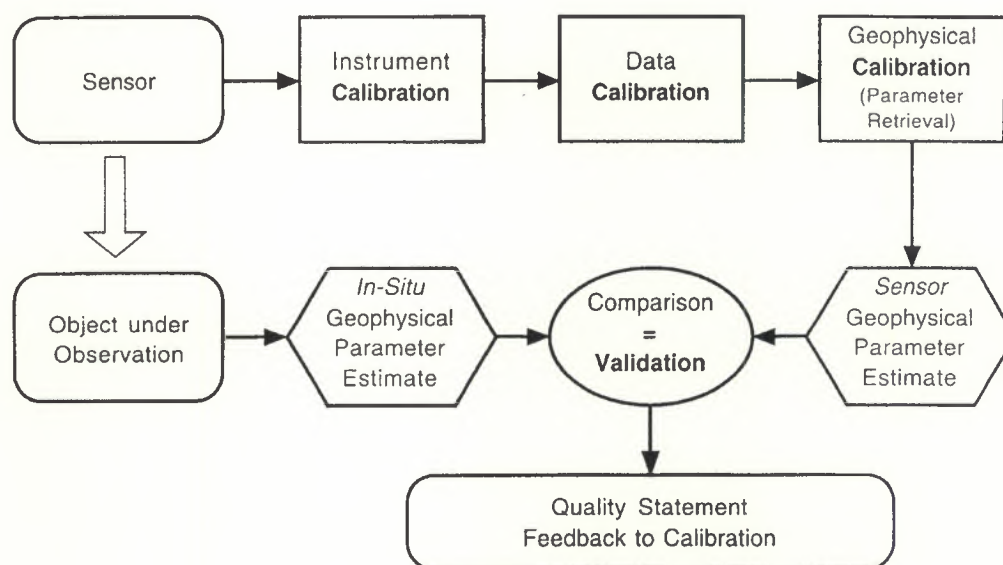 Sensor
Instrument
Calibration
Data
Calibration
Geophysical
Calibration
(Parameter
Retrieval)
Object under
Observation
In-Situ
Geophysical
Parameter
Estimate
Comparison
=
Validation
Sensor
Geophysical
Parameter
Estimate
Quality Statement
Feedback to Calibration